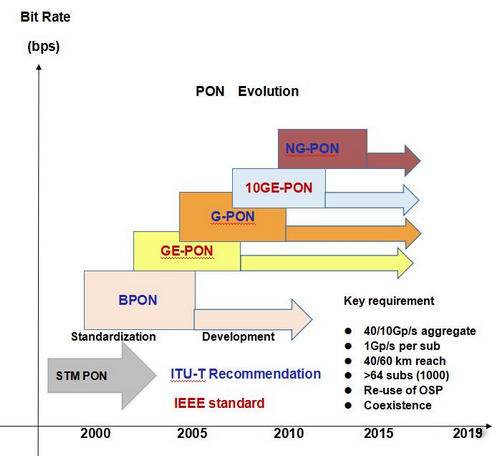 Bit Rate
(bps)
PON Evolution
NG-PON
10GE-PON
G-PON
GE-PON
BPON
Standardization Development
STM PON
ITU-T Recommendation
IEEE standard
Key requirement
40/10Gp/s aggregate
1Gp/s per sub
40/60 km reach
>64 subs (1000)
Re-use of OSP
Coexistence
2000 2005 2010 2015 2019